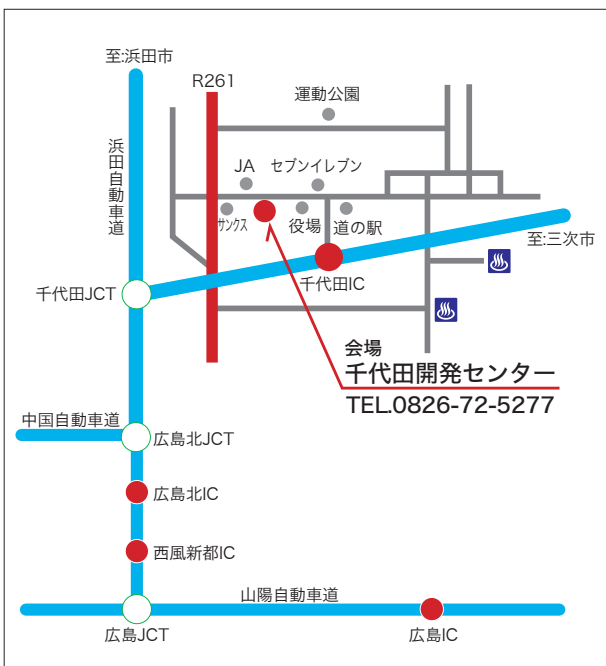 至:浜田市
R261
運動公園
浜田自動車道
JA
セブンイレブン
サンクス
役場
道の駅
至:三次市
千代田IC
千代田JCT
会場
千代田開発センター
TEL.0826-72-5277
中国自動車道
広島北JCT
広島北IC
西風新都IC
山陽自動車道
広島JCT
広島IC